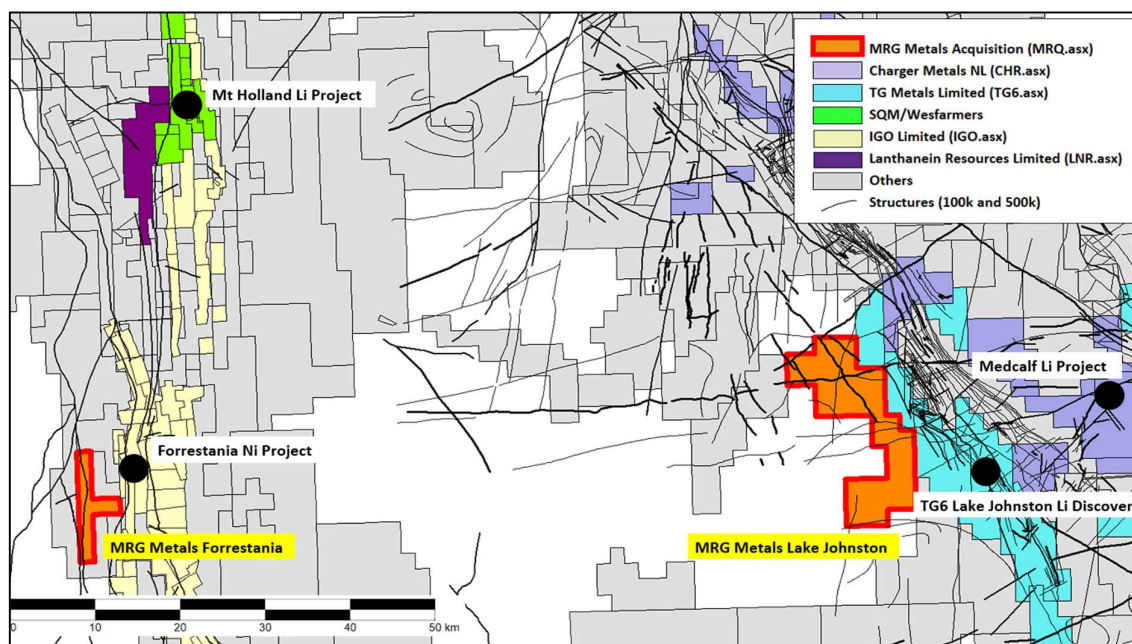 Mt Holland Li Project
MRG Metals Acquisition (MRQ.asx)
Charger Metals NL (CHR.asx)
TG Metals Limited (TG6.asx)
SQM/Wesfarmers
IGO Limited (IGO.asx)
Lanthanein Resources Limited (LNR.asx)
Others
Structures (100k and 500k)
Medcalf Li Project
Forrestania Ni Project
TG6 Lake Johnston Li Discover
MRG Metals Forrestania
MRG Metals Lake Johnston
0 10 20 30 40 50 km